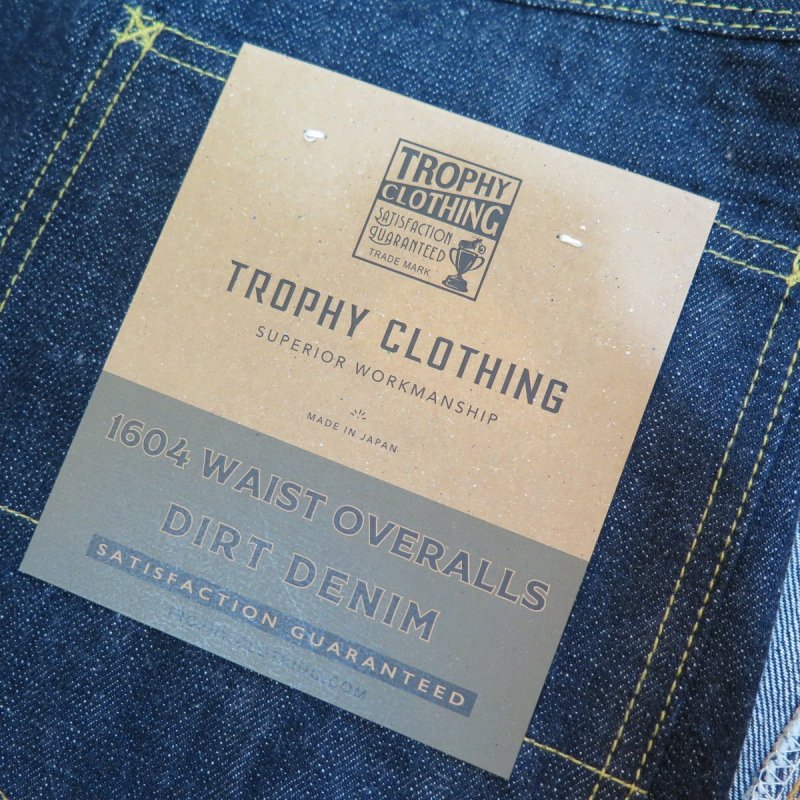 TROPHY
CLOTHING
SATISFACTION
GUARANTEED
TRADE MARK
TROPHY CLOTHING
SUPERIOR WORKMANSHIP
MADE IN JAPAN
1604 WAIST OVERALLS
DIRT DENIM
SATISFACTION GUARANTEED